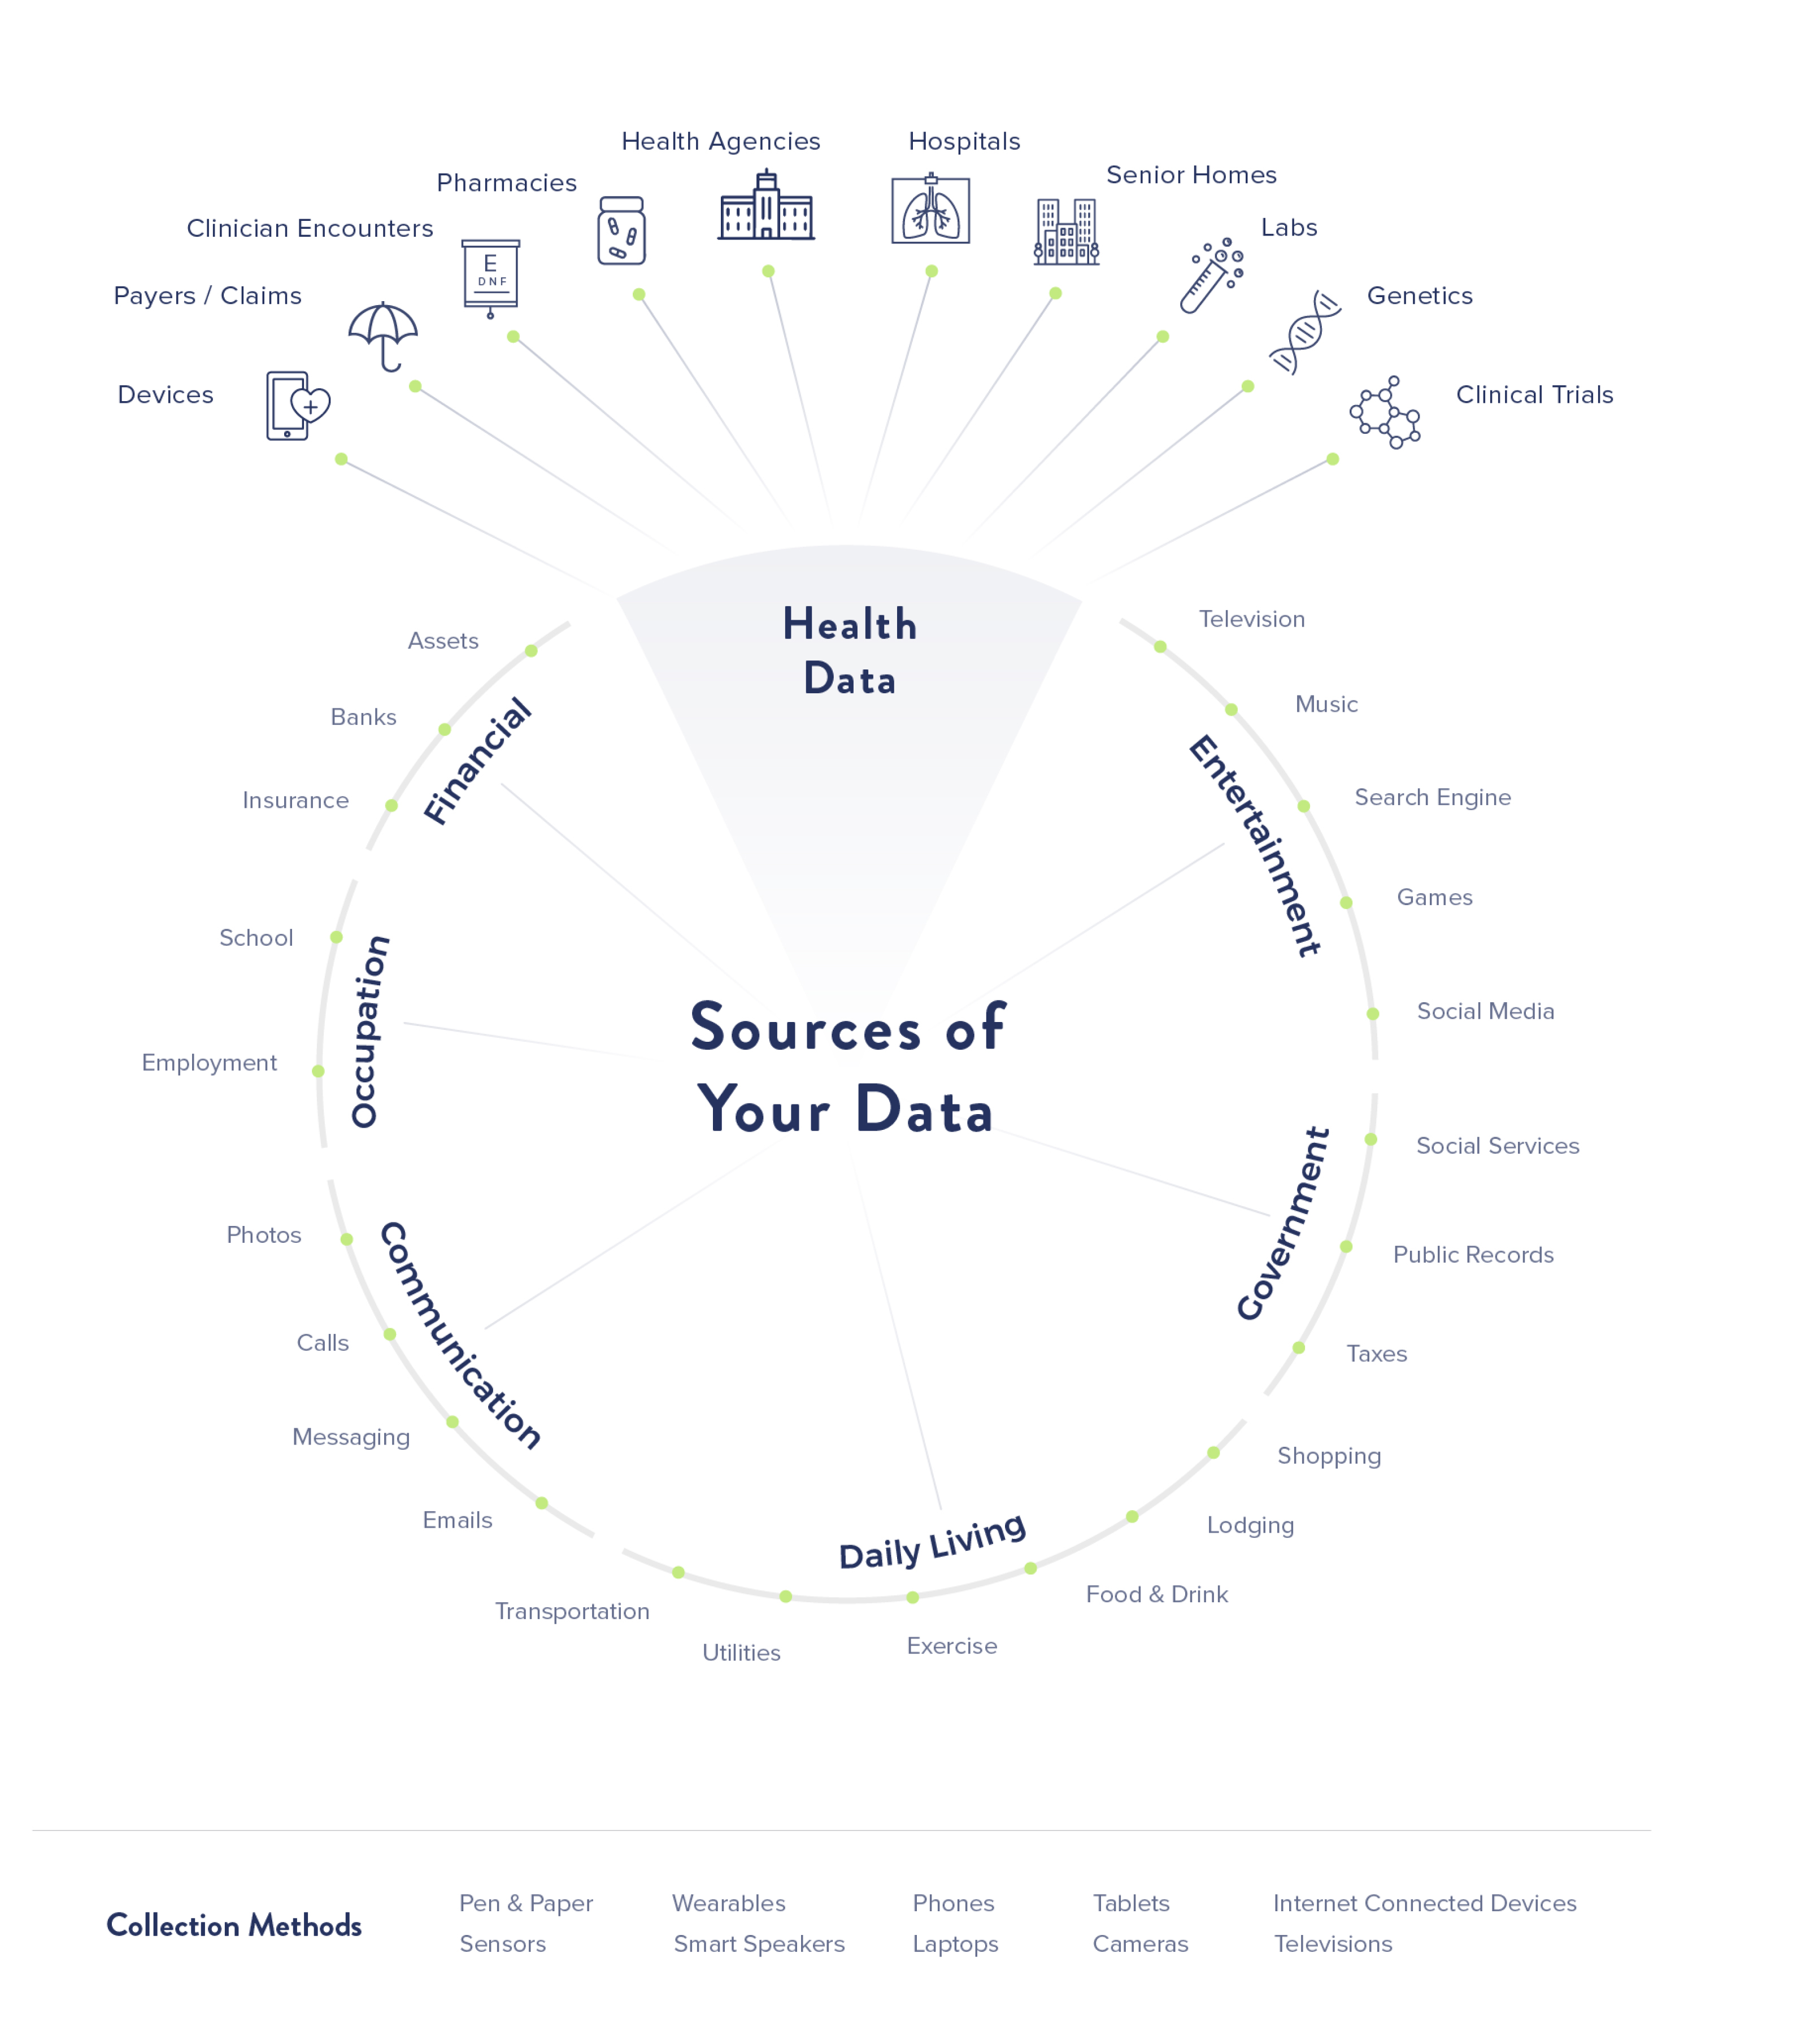 Health Agencies
Hospitals
Pharmacies
Senior Homes
Clinician Encounters
Labs
Payers / Claims
Genetics
Devices
Clinical Trials
E
D N F
Health
Data
Assets
Banks
Insurance
Financial
School
Employment
Occupation
Photos
Calls
Messaging
Emails
Communication
Sources of
Your Data
Television
Music
Search Engine
Games
Social Media
Entertainment
Social Services
Public Records
Taxes
Government
Shopping
Lodging
Food & Drink
Exercise
Utilities
Transportation
Daily Living
Collection Methods
Pen & Paper
Sensors
Wearables
Smart Speakers
Phones
Laptops
Tablets
Cameras
Internet Connected Devices
Televisions